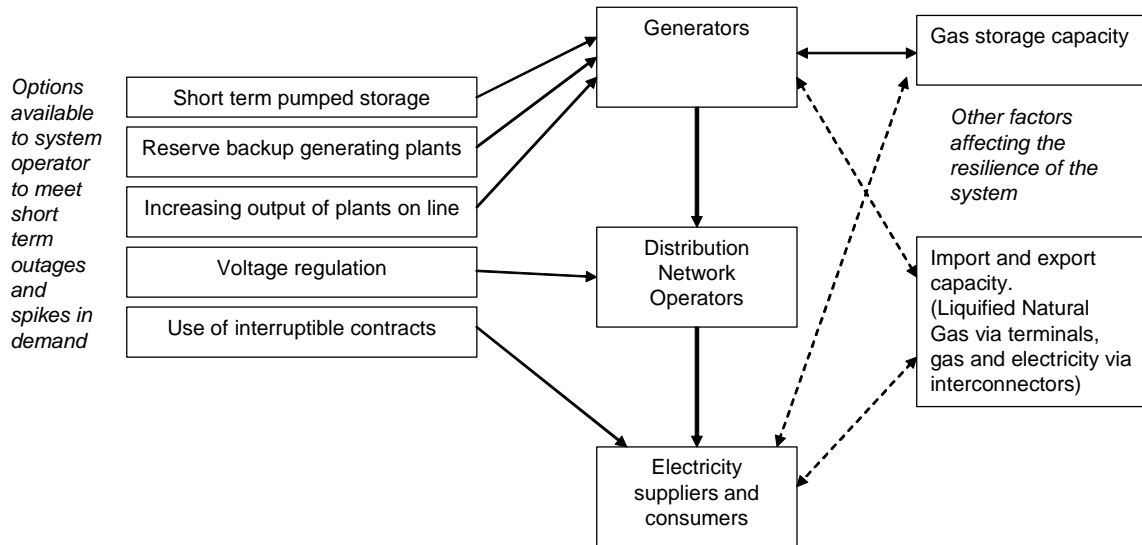 Options
available
to system
operator
to meet
short
term
outages
and
spikes in
demand
Short term pumped storage
Reserve backup generating plants
Increasing output of plants on line
Voltage regulation
Use of interruptible contracts
Generators
Distribution
Network
Operators
Electricity
suppliers and
consumers
Gas storage capacity
Other factors
affecting the
resilience of the
system
Import and export
capacity.
(Liquified Natural
Gas via terminals,
gas and electricity via
interconnectors)